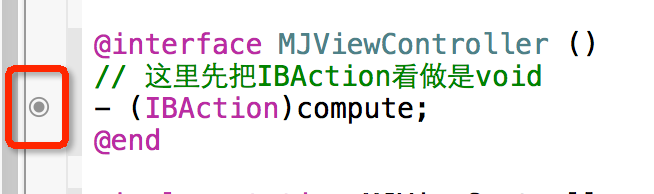 @interface MJViewController ()
// 这里先把IBAction看做是void
- (IBAction)compute;
@end